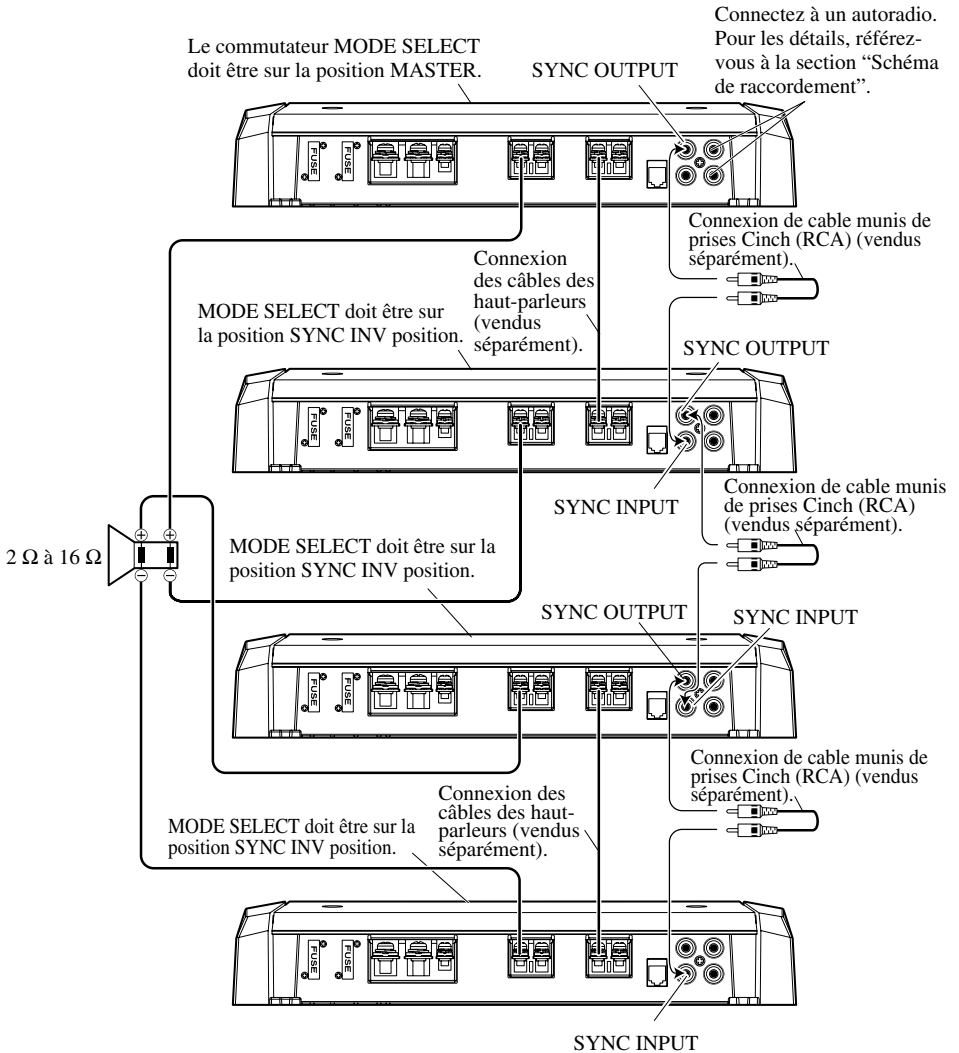 Connectez à un autoradio.
Pour les détails, référez-
vous à la section “Schéma
de raccordement”.
Le commutateur MODE SELECT
doit être sur la position MASTER.
SYNC OUTPUT
FUSE
FUSE
Connexion de cable munis de
prises Cinch (RCA) (vendus
séparément).
Connexion
des câbles des
haut-parleurs
(vendus
séparément).
MODE SELECT doit être sur
la position SYNC INV position.
SYNC OUTPUT
FUSE
FUSE
SYNC INPUT
Connexion de cable munis
de prises Cinch (RCA)
(vendus séparément).
2 Ω à 16 Ω
+
+
−
−
MODE SELECT doit être sur la
position SYNC INV position.
SYNC OUTPUT
SYNC INPUT
FUSE
FUSE
Connexion de cable munis de
prises Cinch (RCA) (vendus
séparément).
Connexion des
câbles des haut-
parleurs (vendus
séparément).
MODE SELECT doit être sur la
position SYNC INV position.
FUSE
FUSE
SYNC INPUT